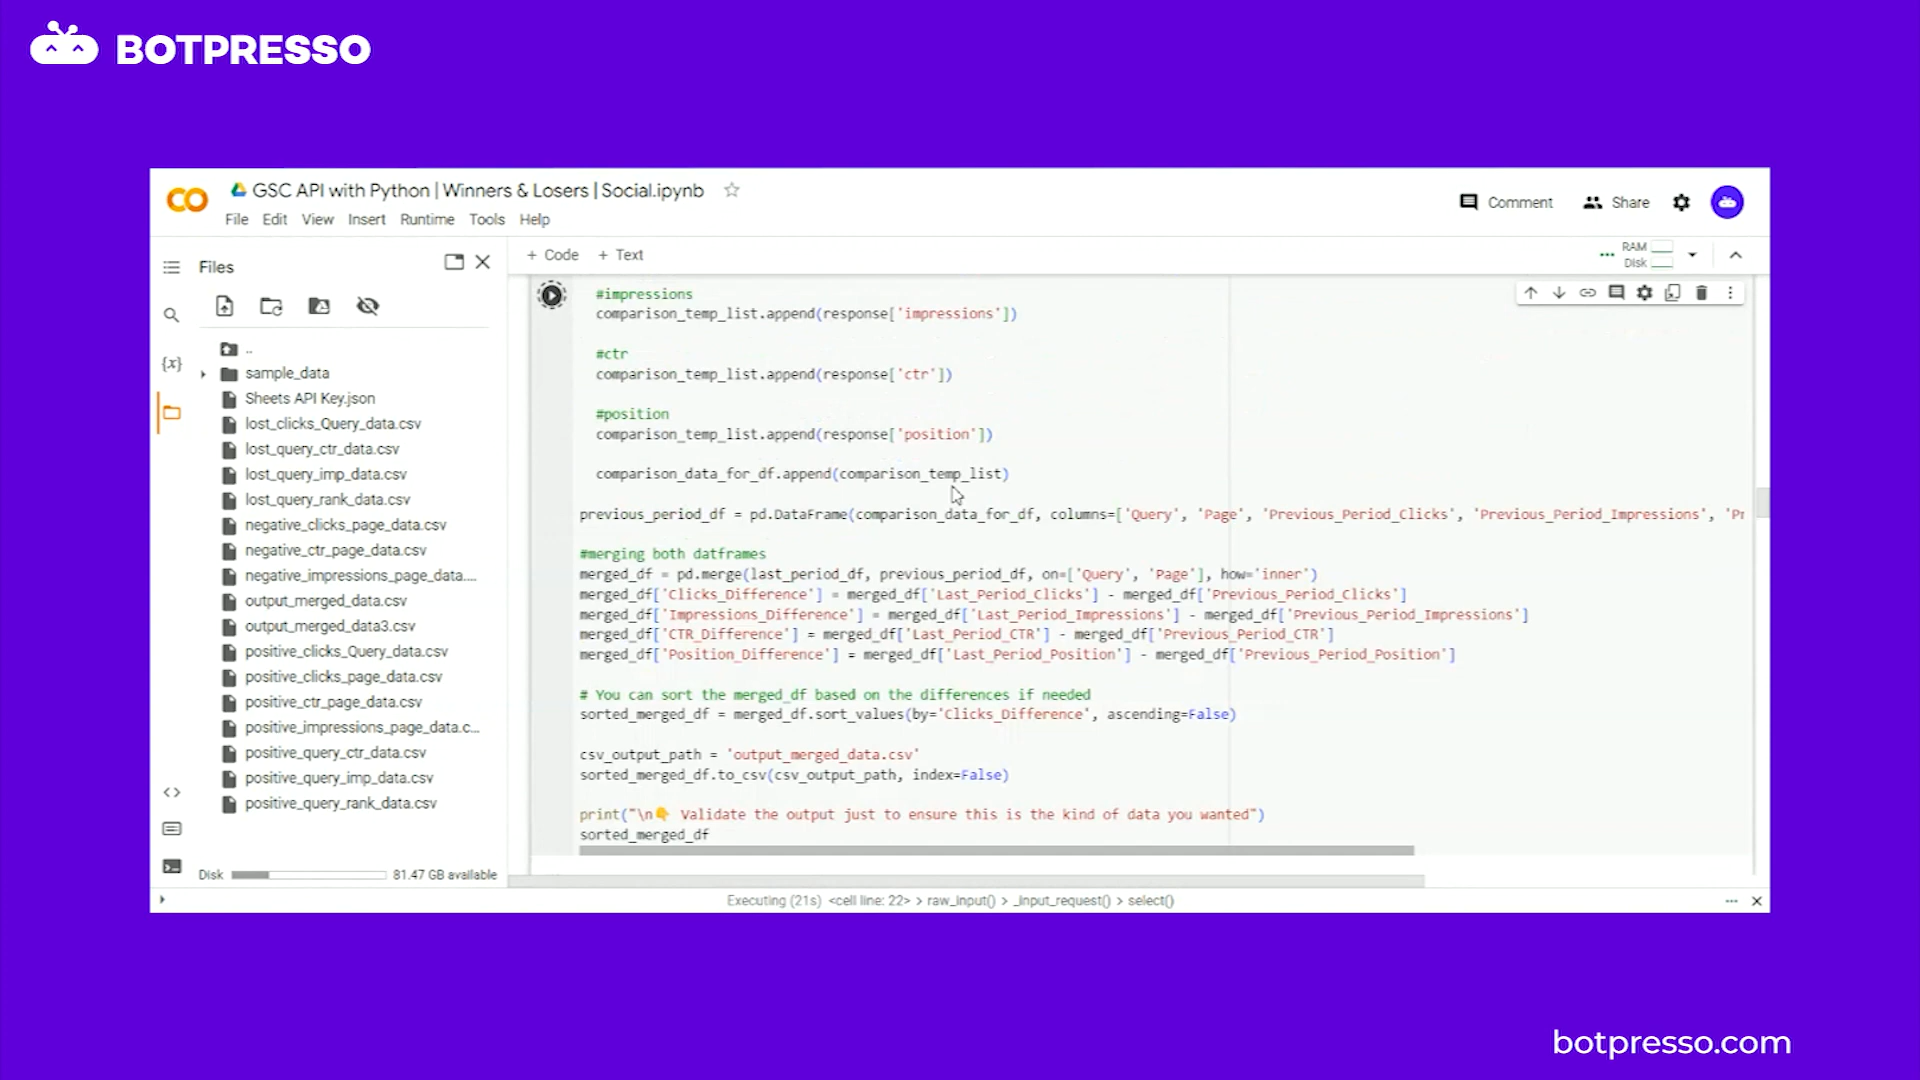 BOTPRESSO
GSC API with Python | Winners & Losers | Social.ipynb
File Edit View Insert Runtime Tools Help
Comment Share
+ Code + Text
RAM
Disk
Files
{x}
..
sample_data
Sheets API Key.json
lost_clicks_Query_data.csv
lost_query_ctr_data.csv
lost_query_imp_data.csv
lost_query_rank_data.csv
negative_clicks_page_data.csv
negative_ctr_page_data.csv
negative_impressions_page_data....
output_merged_data.csv
output_merged_data3.csv
positive_clicks_Query_data.csv
positive_clicks_page_data.csv
positive_ctr_page_data.csv
positive_impressions_page_data.c...
positive_query_ctr_data.csv
positive_query_imp_data.csv
positive_query_rank_data.csv
Disk 81.47 GB available
#impressions
comparison_temp_list.append(response['impressions'])
#ctr
comparison_temp_list.append(response['ctr'])
#position
comparison_temp_list.append(response['position'])
comparison_data_for_df.append(comparison_temp_list)
previous_period_df = pd.DataFrame(comparison_data_for_df, columns=['Query', 'Page', 'Previous_Period_Clicks', 'Previous_Period_Impressions', 'Pr
#merging both datframes
merged_df = pd.merge(last_period_df, previous_period_df, on=['Query', 'Page'], how='inner')
merged_df['Clicks_Difference'] = merged_df['Last_Period_Clicks'] - merged_df['Previous_Period_Clicks']
merged_df['Impressions_Difference'] = merged_df['Last_Period_Impressions'] - merged_df['Previous_Period_Impressions']
merged_df['CTR_Difference'] = merged_df['Last_Period_CTR'] - merged_df['Previous_Period_CTR']
merged_df['Position_Difference'] = merged_df['Last_Period_Position'] - merged_df['Previous_Period_Position']
# You can sort the merged_df based on the differences if needed
sorted_merged_df = merged_df.sort_values(by='Clicks_Difference', ascending=False)
csv_output_path = 'output_merged_data.csv'
sorted_merged_df.to_csv(csv_output_path, index=False)
print("\n👇 Validate the output just to ensure this is the kind of data you wanted")
sorted_merged_df
Executing (21s) <cell line: 22> > raw_input() > _input_request() > select()
botpresso.com